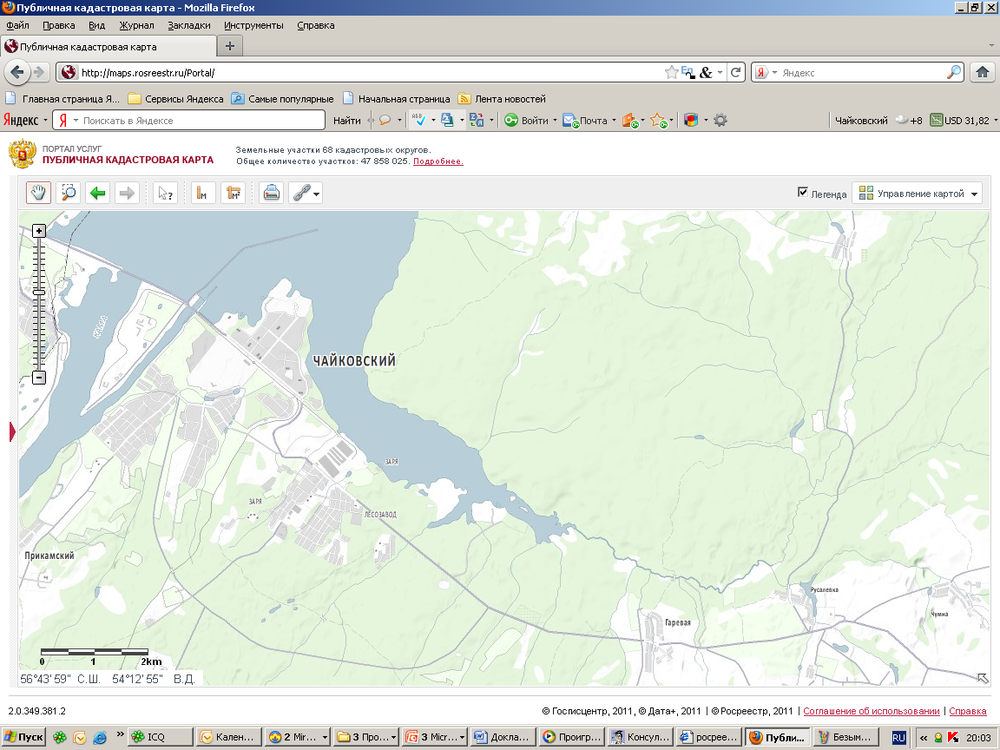 Публичная кадастровая карта - Mozilla Firefox
Файл Правка Вид Журнал Закладки Инструменты Справка
Публичная кадастровая карта +
http://maps.rosreestr.ru/Portal/ Яндекс
Главная страница Я... Сервисы Яндекса Самые популярные Начальная страница Лента новостей
Яндекс Я Поискать в Яндексе Найти Войти Почта Чайковский +8 USD 31,82
ПОРТАЛ УСЛУГ
ПУБЛИЧНАЯ КАДАСТРОВАЯ КАРТА
Земельные участки 68 кадастровых округов.
Общее количество участков: 47 858 025. Подробнее.
Легенда Управление картой
КАМА
ЧАЙКОВСКИЙ
ЗАРЯ
ЗАРЯ
ЛЕСОЗАВОД
Прикамский
Русалевка
Чумна
Гаревая
0 1 2km
56°43'59" С.Ш. 54°12'55" В.Д.
2.0.349.381.2
© Госгисцентр, 2011, © Дата+, 2011 | © Росреестр, 2011 | Соглашение об использовании | Справка
Пуск » ICQ Кален... 2 Mir... 3 Про... 3 Micr... Докла... Проигр... Консул... росрее... Публи... Безым... RU « 20:03